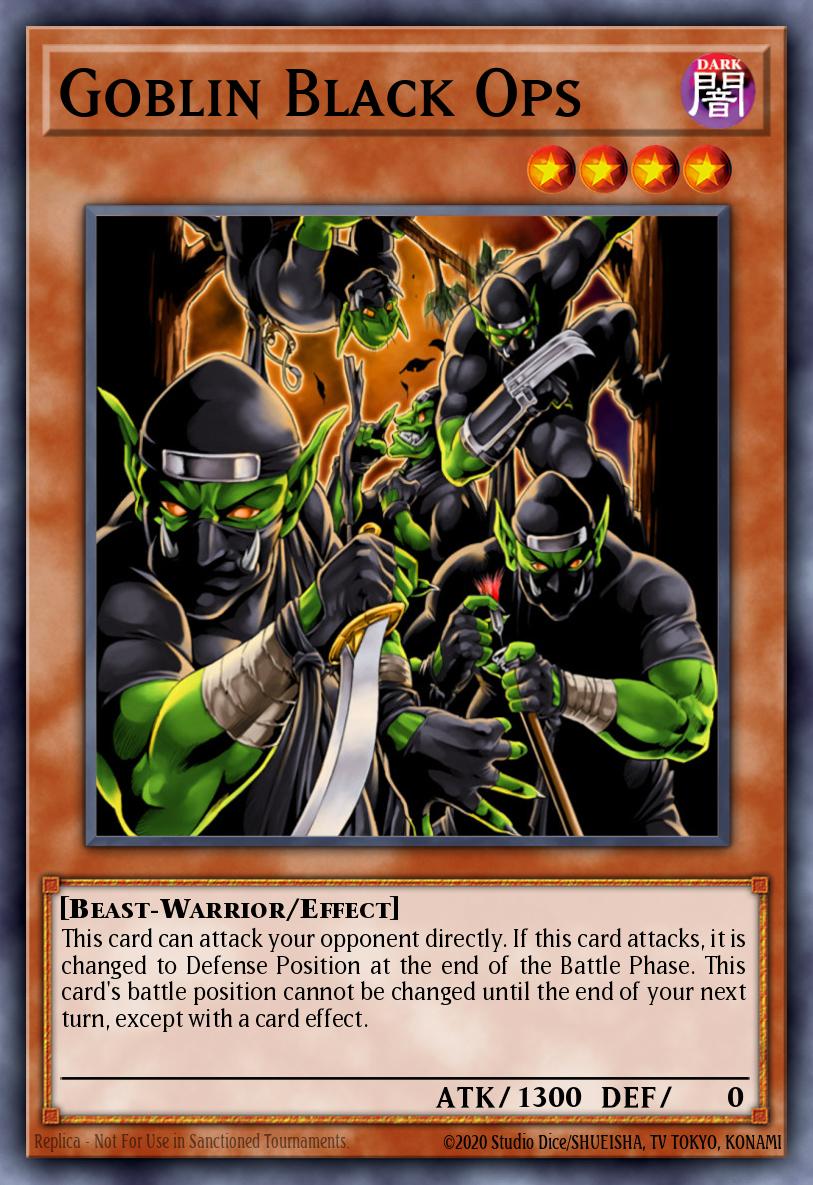 Goblin Black Ops
DARK
闇
[Beast-Warrior/Effect]
This card can attack your opponent directly. If this card attacks, it is
changed to Defense Position at the end of the Battle Phase. This
card's battle position cannot be changed until the end of your next
turn, except with a card effect.
ATK/ 1300 DEF/ 0
Replica - Not For Use in Sanctioned Tournaments.
©2020 Studio Dice/SHUEISHA, TV TOKYO, KONAMI